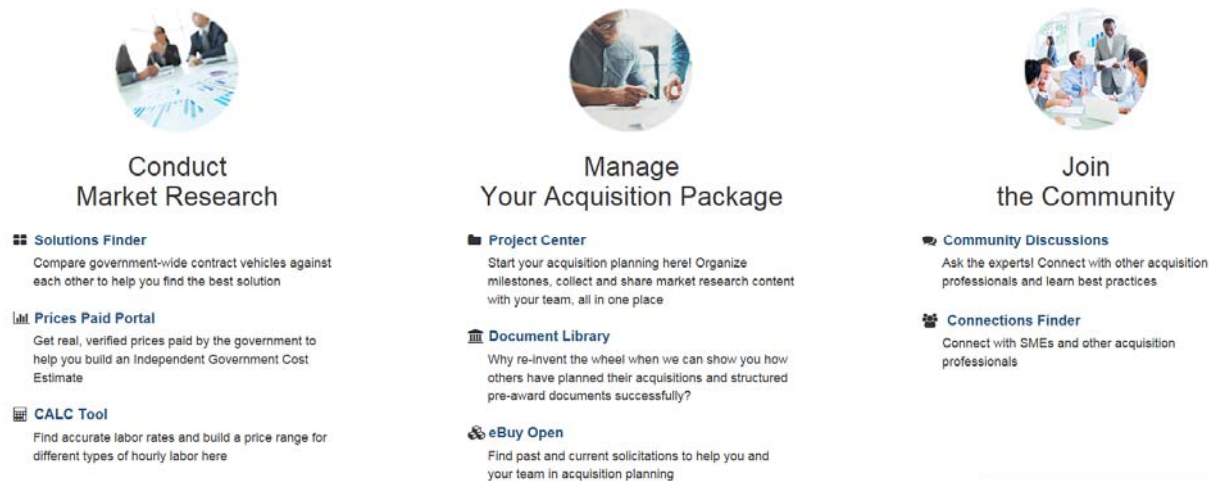 Conduct
Market Research
Solutions Finder
Compare government-wide contract vehicles against
each other to help you find the best solution
Prices Paid Portal
Get real, verified prices paid by the government to
help you build an Independent Government Cost
Estimate
CALC Tool
Find accurate labor rates and build a price range for
different types of hourly labor here
Manage
Your Acquisition Package
Project Center
Start your acquisition planning here! Organize
milestones, collect and share market research content
with your team, all in one place
Document Library
Why re-invent the wheel when we can show you how
others have planned their acquisitions and structured
pre-award documents successfully?
eBuy Open
Find past and current solicitations to help you and
your team in acquisition planning
Join
the Community
Community Discussions
Ask the experts! Connect with other acquisition
professionals and learn best practices
Connections Finder
Connect with SMEs and other acquisition
professionals